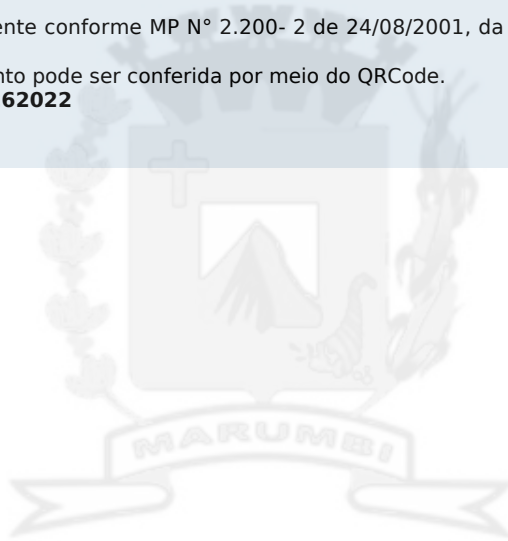 ente conforme MP N° 2.200- 2 de 24/08/2001, da
nto pode ser conferida por meio do QRCode.
62022
MARUMBI